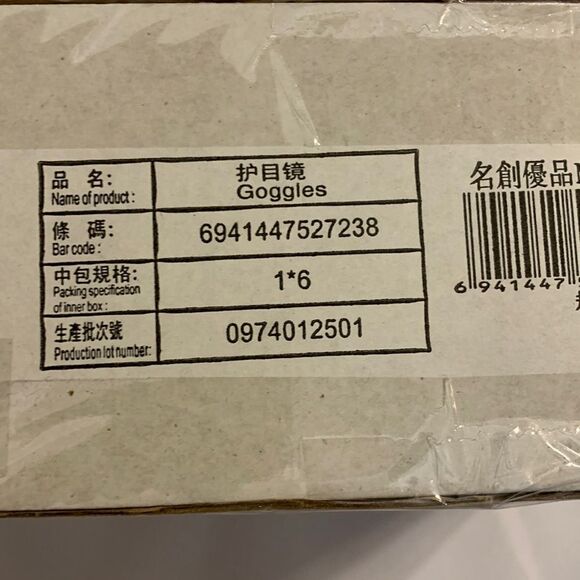 品 名:
Name of product :
护目镜
Goggles
條 碼:
Bar code :
6941447527238
中包規格:
Packing specification
of inner box :
1*6
生產批次號
Production lot number:
0974012501
名創優品
6 941447